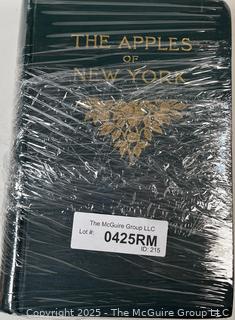 THE APPLES
OF
NEW YORK
The McGuire Group LLC
Lot #:
0425RM
ID: 215
Copyright 2025 - The McGuire Group LLC